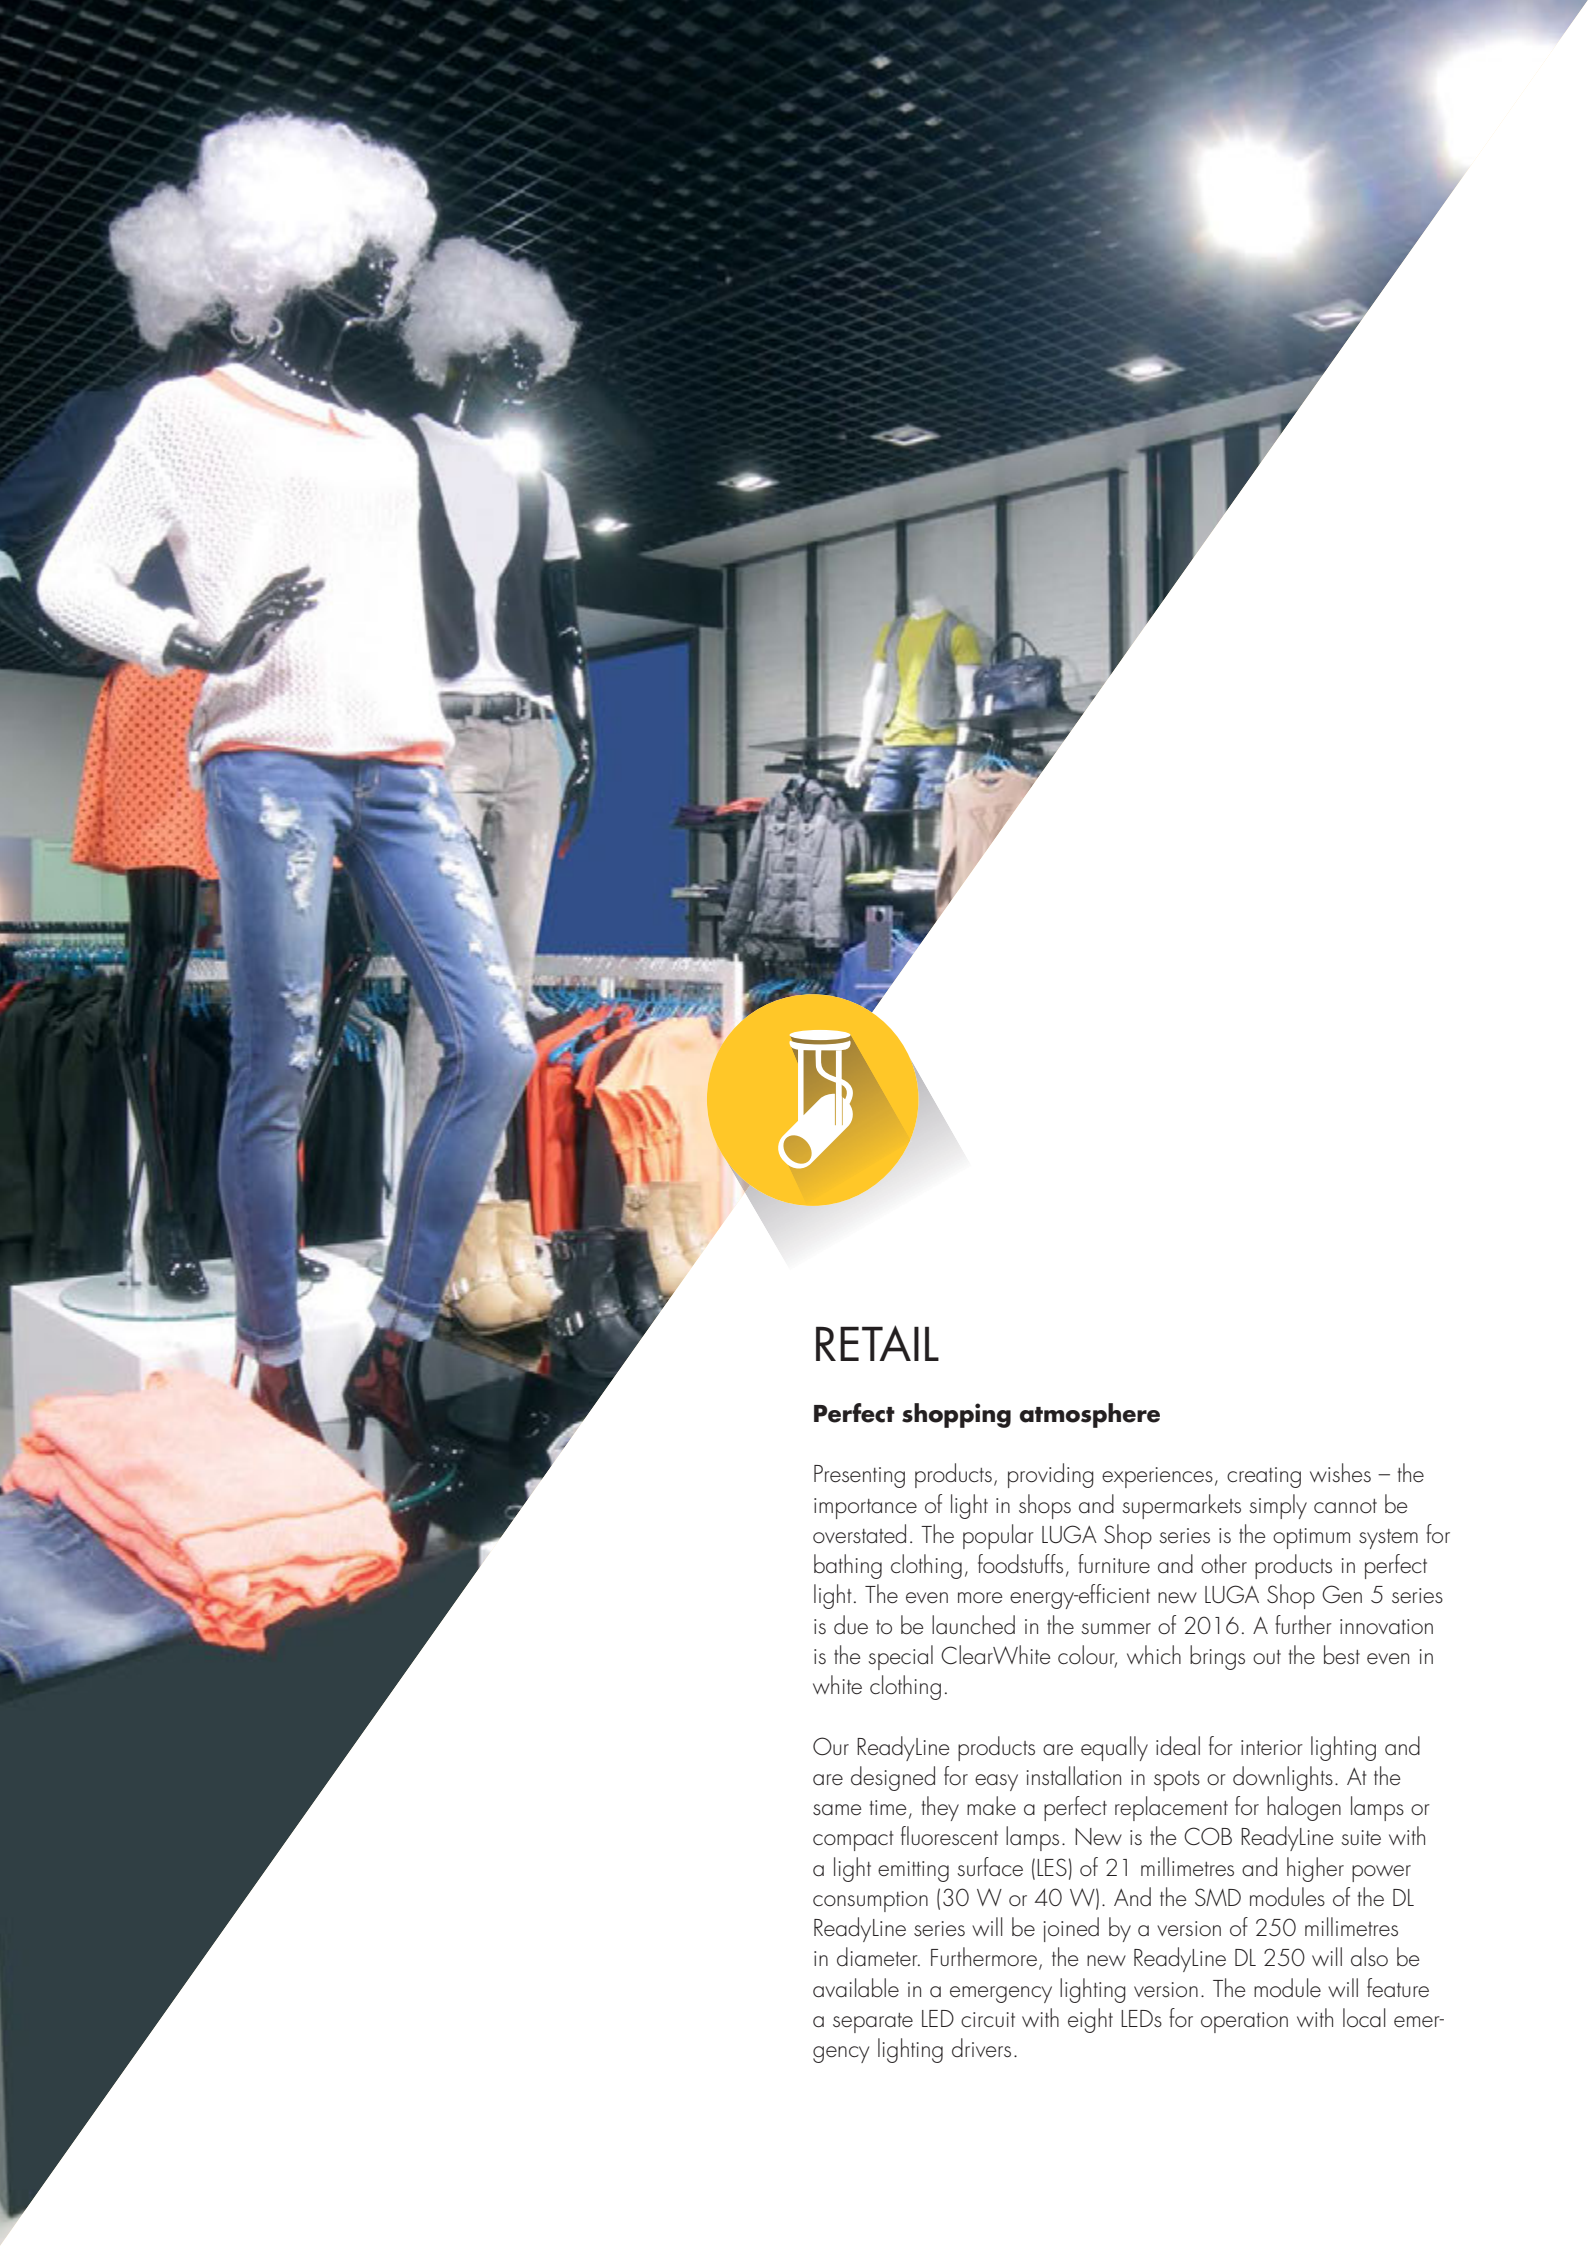 RETAIL
Perfect shopping atmosphere
Presenting products, providing experiences, creating wishes – the
importance of light in shops and supermarkets simply cannot be
overstated. The popular LUGA Shop series is the optimum system for
bathing clothing, foodstuffs, furniture and other products in perfect
light. The even more energy-efficient new LUGA Shop Gen 5 series
is due to be launched in the summer of 2016. A further innovation
is the special ClearWhite colour, which brings out the best even in
white clothing.
Our ReadyLine products are equally ideal for interior lighting and
are designed for easy installation in spots or downlights. At the
same time, they make a perfect replacement for halogen lamps or
compact fluorescent lamps. New is the COB ReadyLine suite with
a light emitting surface (LES) of 21 millimetres and higher power
consumption (30 W or 40 W). And the SMD modules of the DL
ReadyLine series will be joined by a version of 250 millimetres
in diameter. Furthermore, the new ReadyLine DL 250 will also be
available in a emergency lighting version. The module will feature
a separate LED circuit with eight LEDs for operation with local emer-
gency lighting drivers.